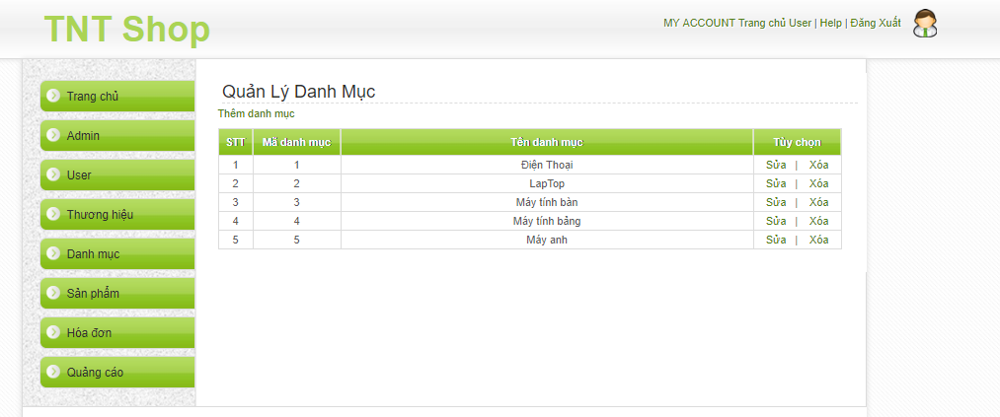 TNT Shop
MY ACCOUNT Trang chủ User | Help | Đăng Xuất
Trang chủ
Admin
User
Thương hiệu
Danh mục
Sản phẩm
Hóa đơn
Quảng cáo
Quản Lý Danh Mục
Thêm danh mục
STT Mã danh mục Tên danh mục Tùy chọn
1 1 Điện Thoại Sửa | Xóa
2 2 LapTop Sửa | Xóa
3 3 Máy tính bàn Sửa | Xóa
4 4 Máy tính bảng Sửa | Xóa
5 5 Máy anh Sửa | Xóa